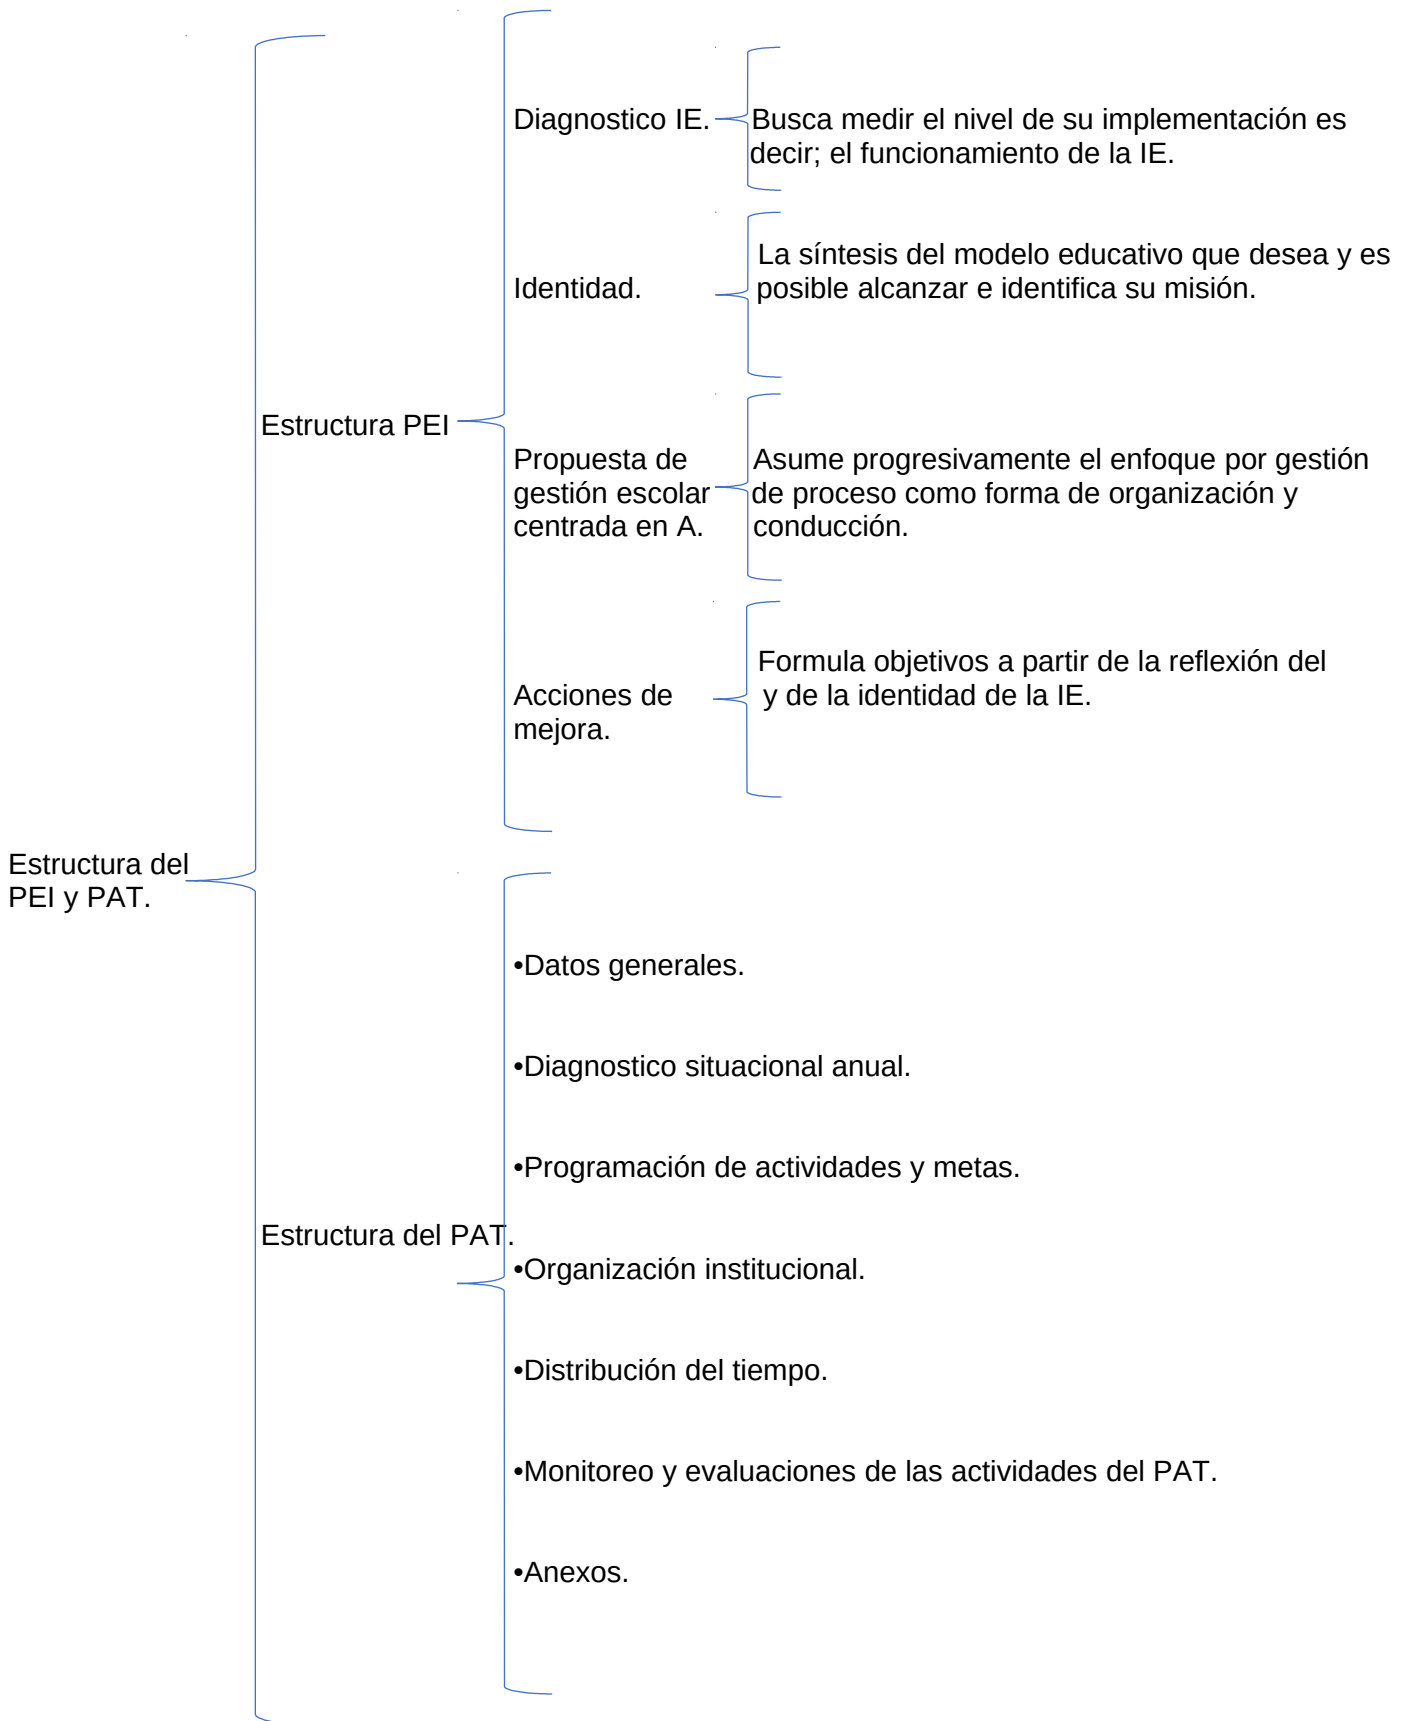 Diagnostico IE.
Busca medir el nivel de su implementación es
decir; el funcionamiento de la IE.
Identidad.
La síntesis del modelo educativo que desea y es
posible alcanzar e identifica su misión.
Estructura PEI
Propuesta de
gestión escolar
centrada en A.
Asume progresivamente el enfoque por gestión
de proceso como forma de organización y
conducción.
Acciones de
mejora.
Formula objetivos a partir de la reflexión del
y de la identidad de la IE.
Estructura del
PEI y PAT.
•Datos generales.
•Diagnostico situacional anual.
•Programación de actividades y metas.
Estructura del PAT.
•Organización institucional.
•Distribución del tiempo.
•Monitoreo y evaluaciones de las actividades del PAT.
•Anexos.